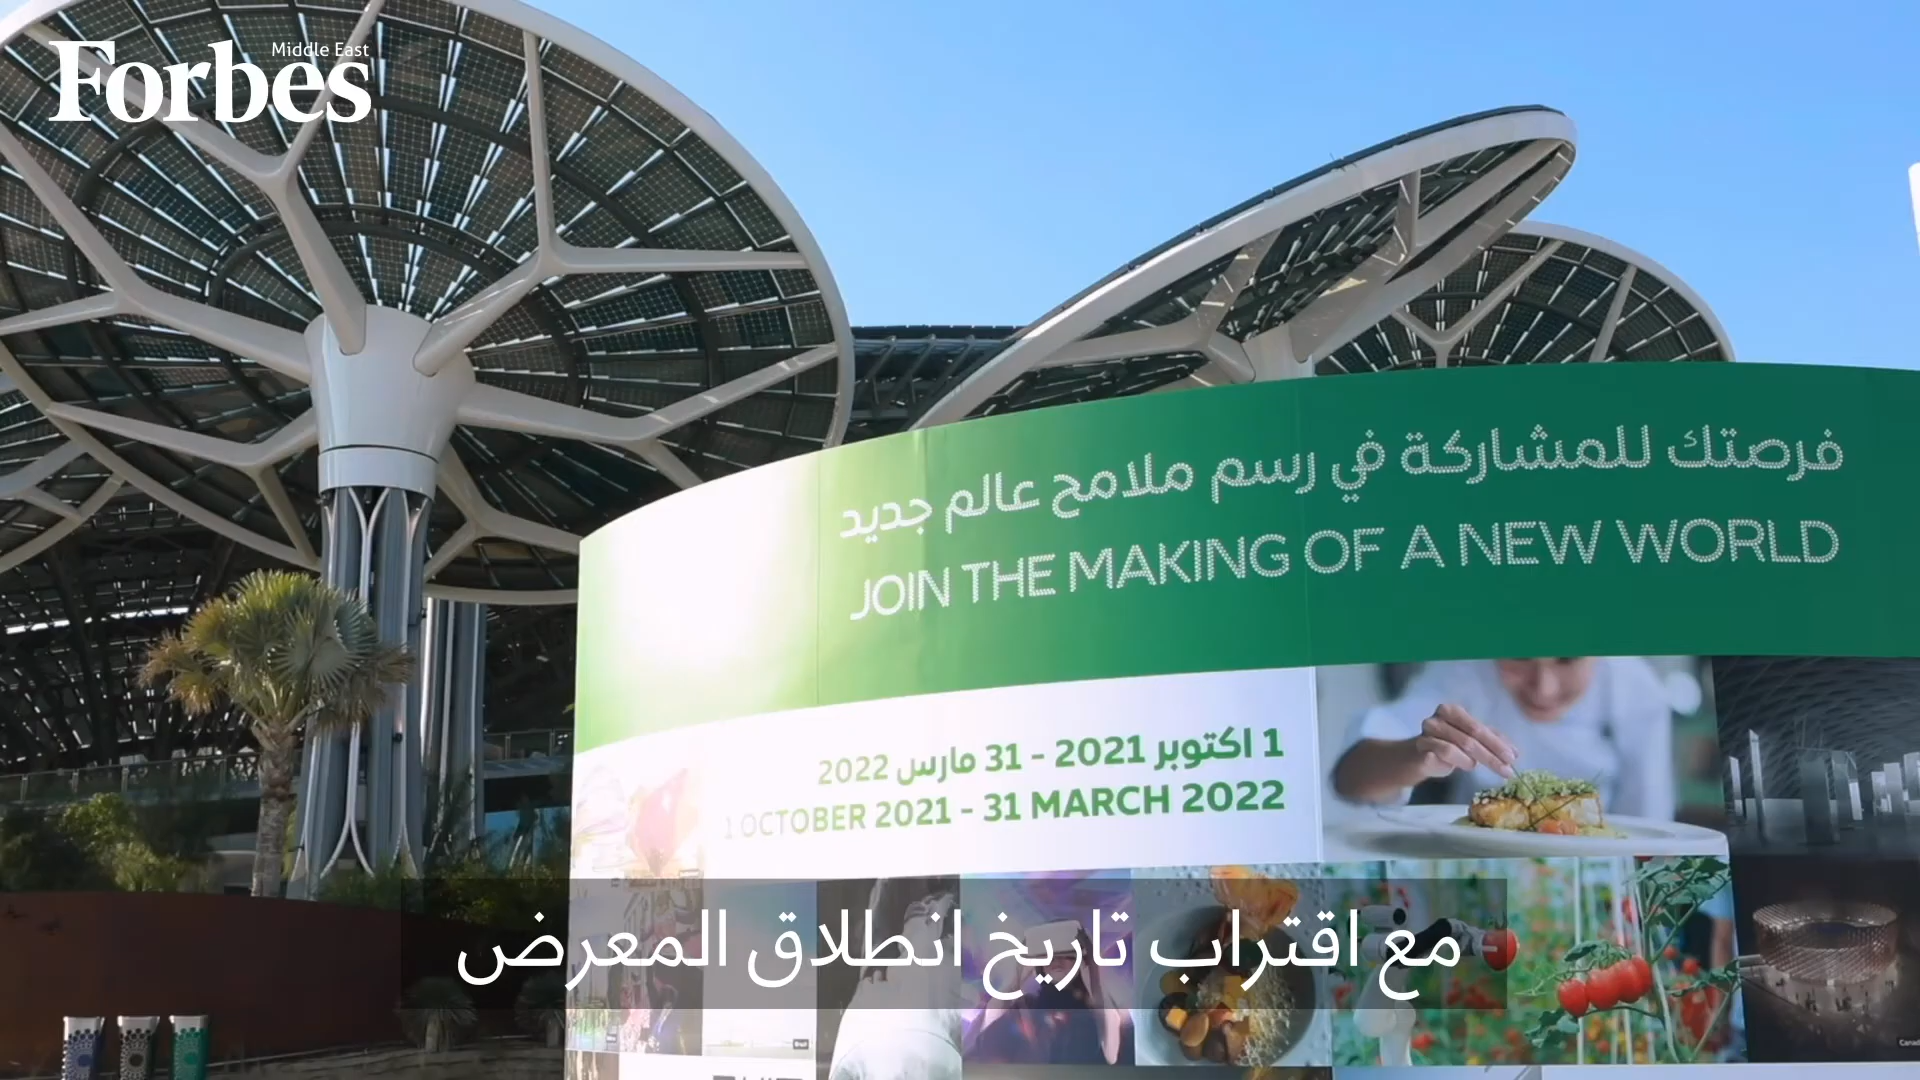 Middle East
Forbes
فرصتك للمشاركة في رسم ملامح عالم جديد
JOIN THE MAKING OF A NEW WORLD
1 اكتوبر 2021 - 31 مارس 2022
1 OCTOBER 2021 - 31 MARCH 2022
مع اقتراب تاريخ انطلاق المعرض